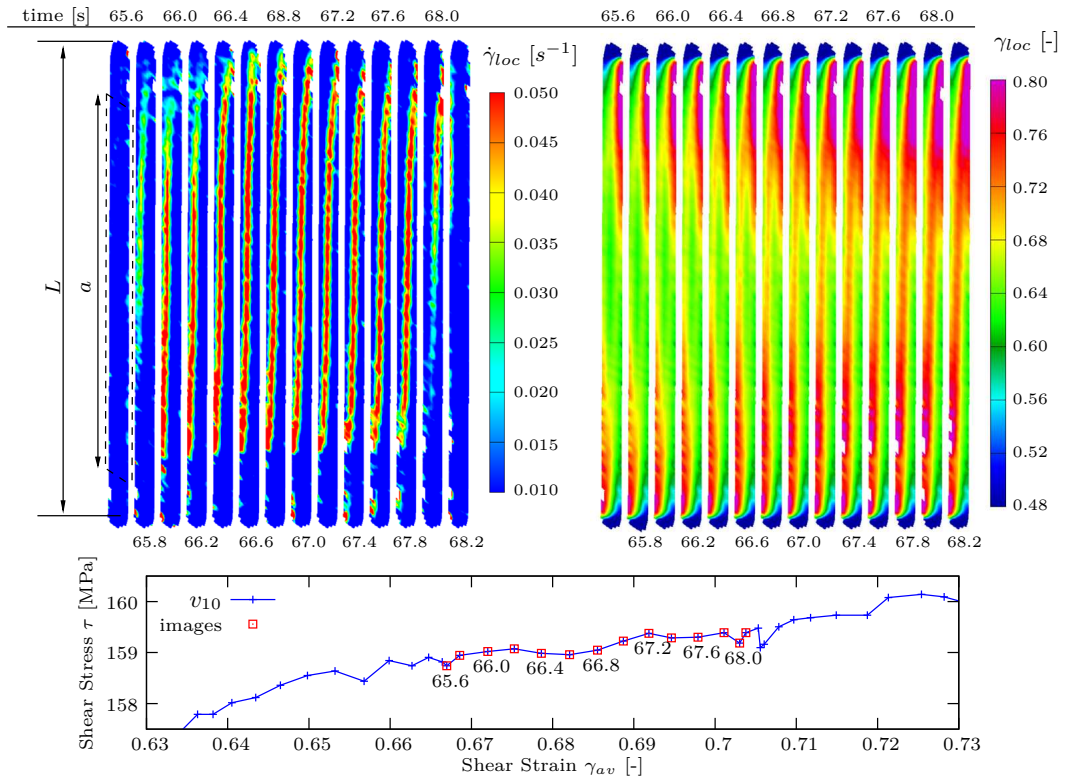 time [s] 65.6 66.0 66.4 68.8 67.2 67.6 68.0 65.6 66.0 66.4 66.8 67.2 67.6 68.0
γ̇loc [s⁻¹]
γloc [-]
0.050
0.045
0.040
0.035
0.030
0.025
0.020
0.015
0.010
L
a
0.80
0.76
0.72
0.68
0.64
0.60
0.56
0.52
0.48
65.8 66.2 66.6 67.0 67.4 67.8 68.2 65.8 66.2 66.6 67.0 67.4 67.8 68.2
Shear Stress τ [MPa]
160
159
158
v10
images
65.6
66.0
66.4
66.8
67.2
67.6
68.0
0.63 0.64 0.65 0.66 0.67 0.68 0.69 0.7 0.71 0.72 0.73
Shear Strain γav [-]